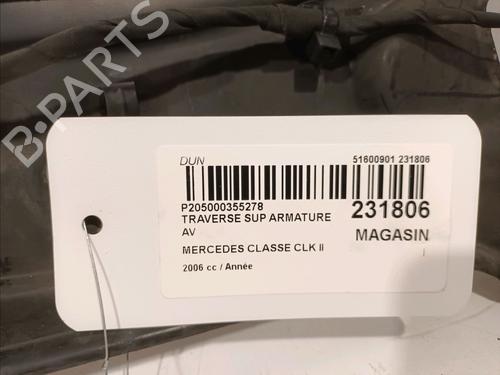 B-PARTS
DUN
51600901 231806
P205000355278
TRAVERSE SUP ARMATURE
AV
231806
MAGASIN
MERCEDES CLASSE CLK II
2006 cc / Année